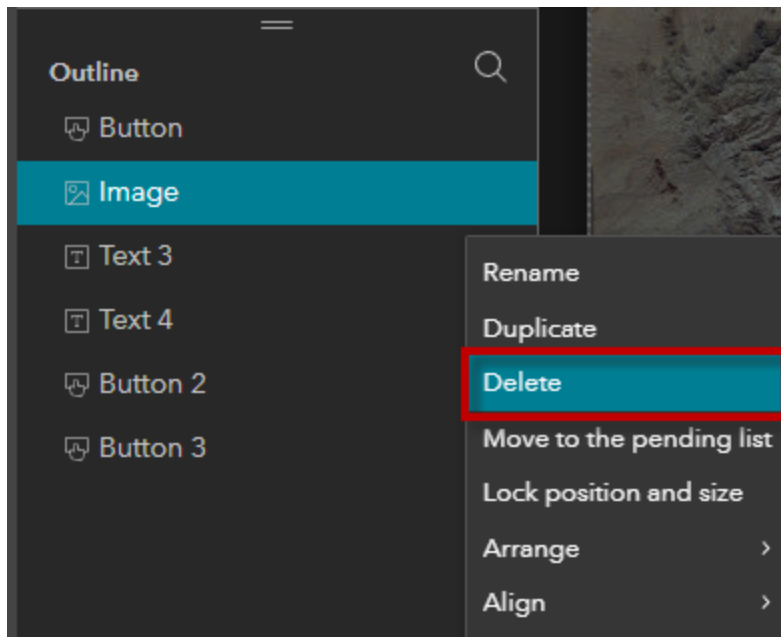 Outline
Button
Image
Text 3
Text 4
Button 2
Button 3
Rename
Duplicate
Delete
Move to the pending list
Lock position and size
Arrange
Align